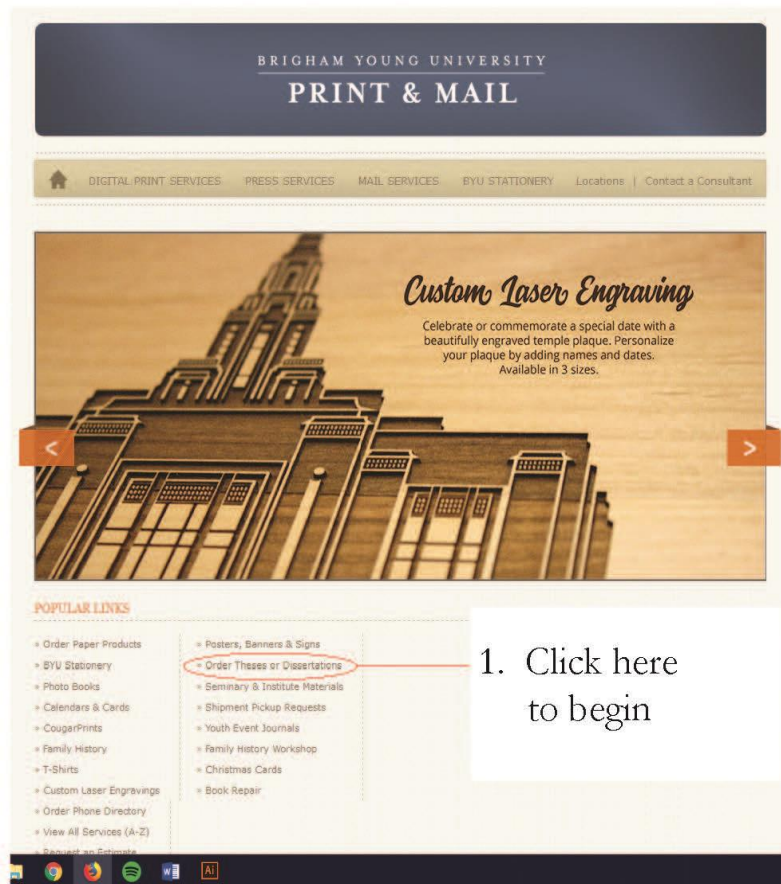 BRIGHAM YOUNG UNIVERSITY
PRINT & MAIL
DIGITAL PRINT SERVICES PRESS SERVICES MAIL SERVICES BYU STATIONERY Locations | Contact a Consultant
Custom Laser Engraving
Celebrate or commemorate a special date with a
beautifully engraved temple plaque. Personalize
your plaque by adding names and dates.
Available in 3 sizes.
<
>
POPULAR LINKS
» Order Paper Products
» BYU Stationery
» Photo Books
» Calendars & Cards
» CougarPrints
» Family History
» T-Shirts
» Custom Laser Engravings
» Order Phone Directory
» View All Services (A-Z)
» Request an Estimate
» Posters, Banners & Signs
» Order Theses or Dissertations
» Seminary & Institute Materials
» Shipment Pickup Requests
» Youth Event Journals
» Family History Workshop
» Christmas Cards
» Book Repair
1. Click here
to begin
W
Ai